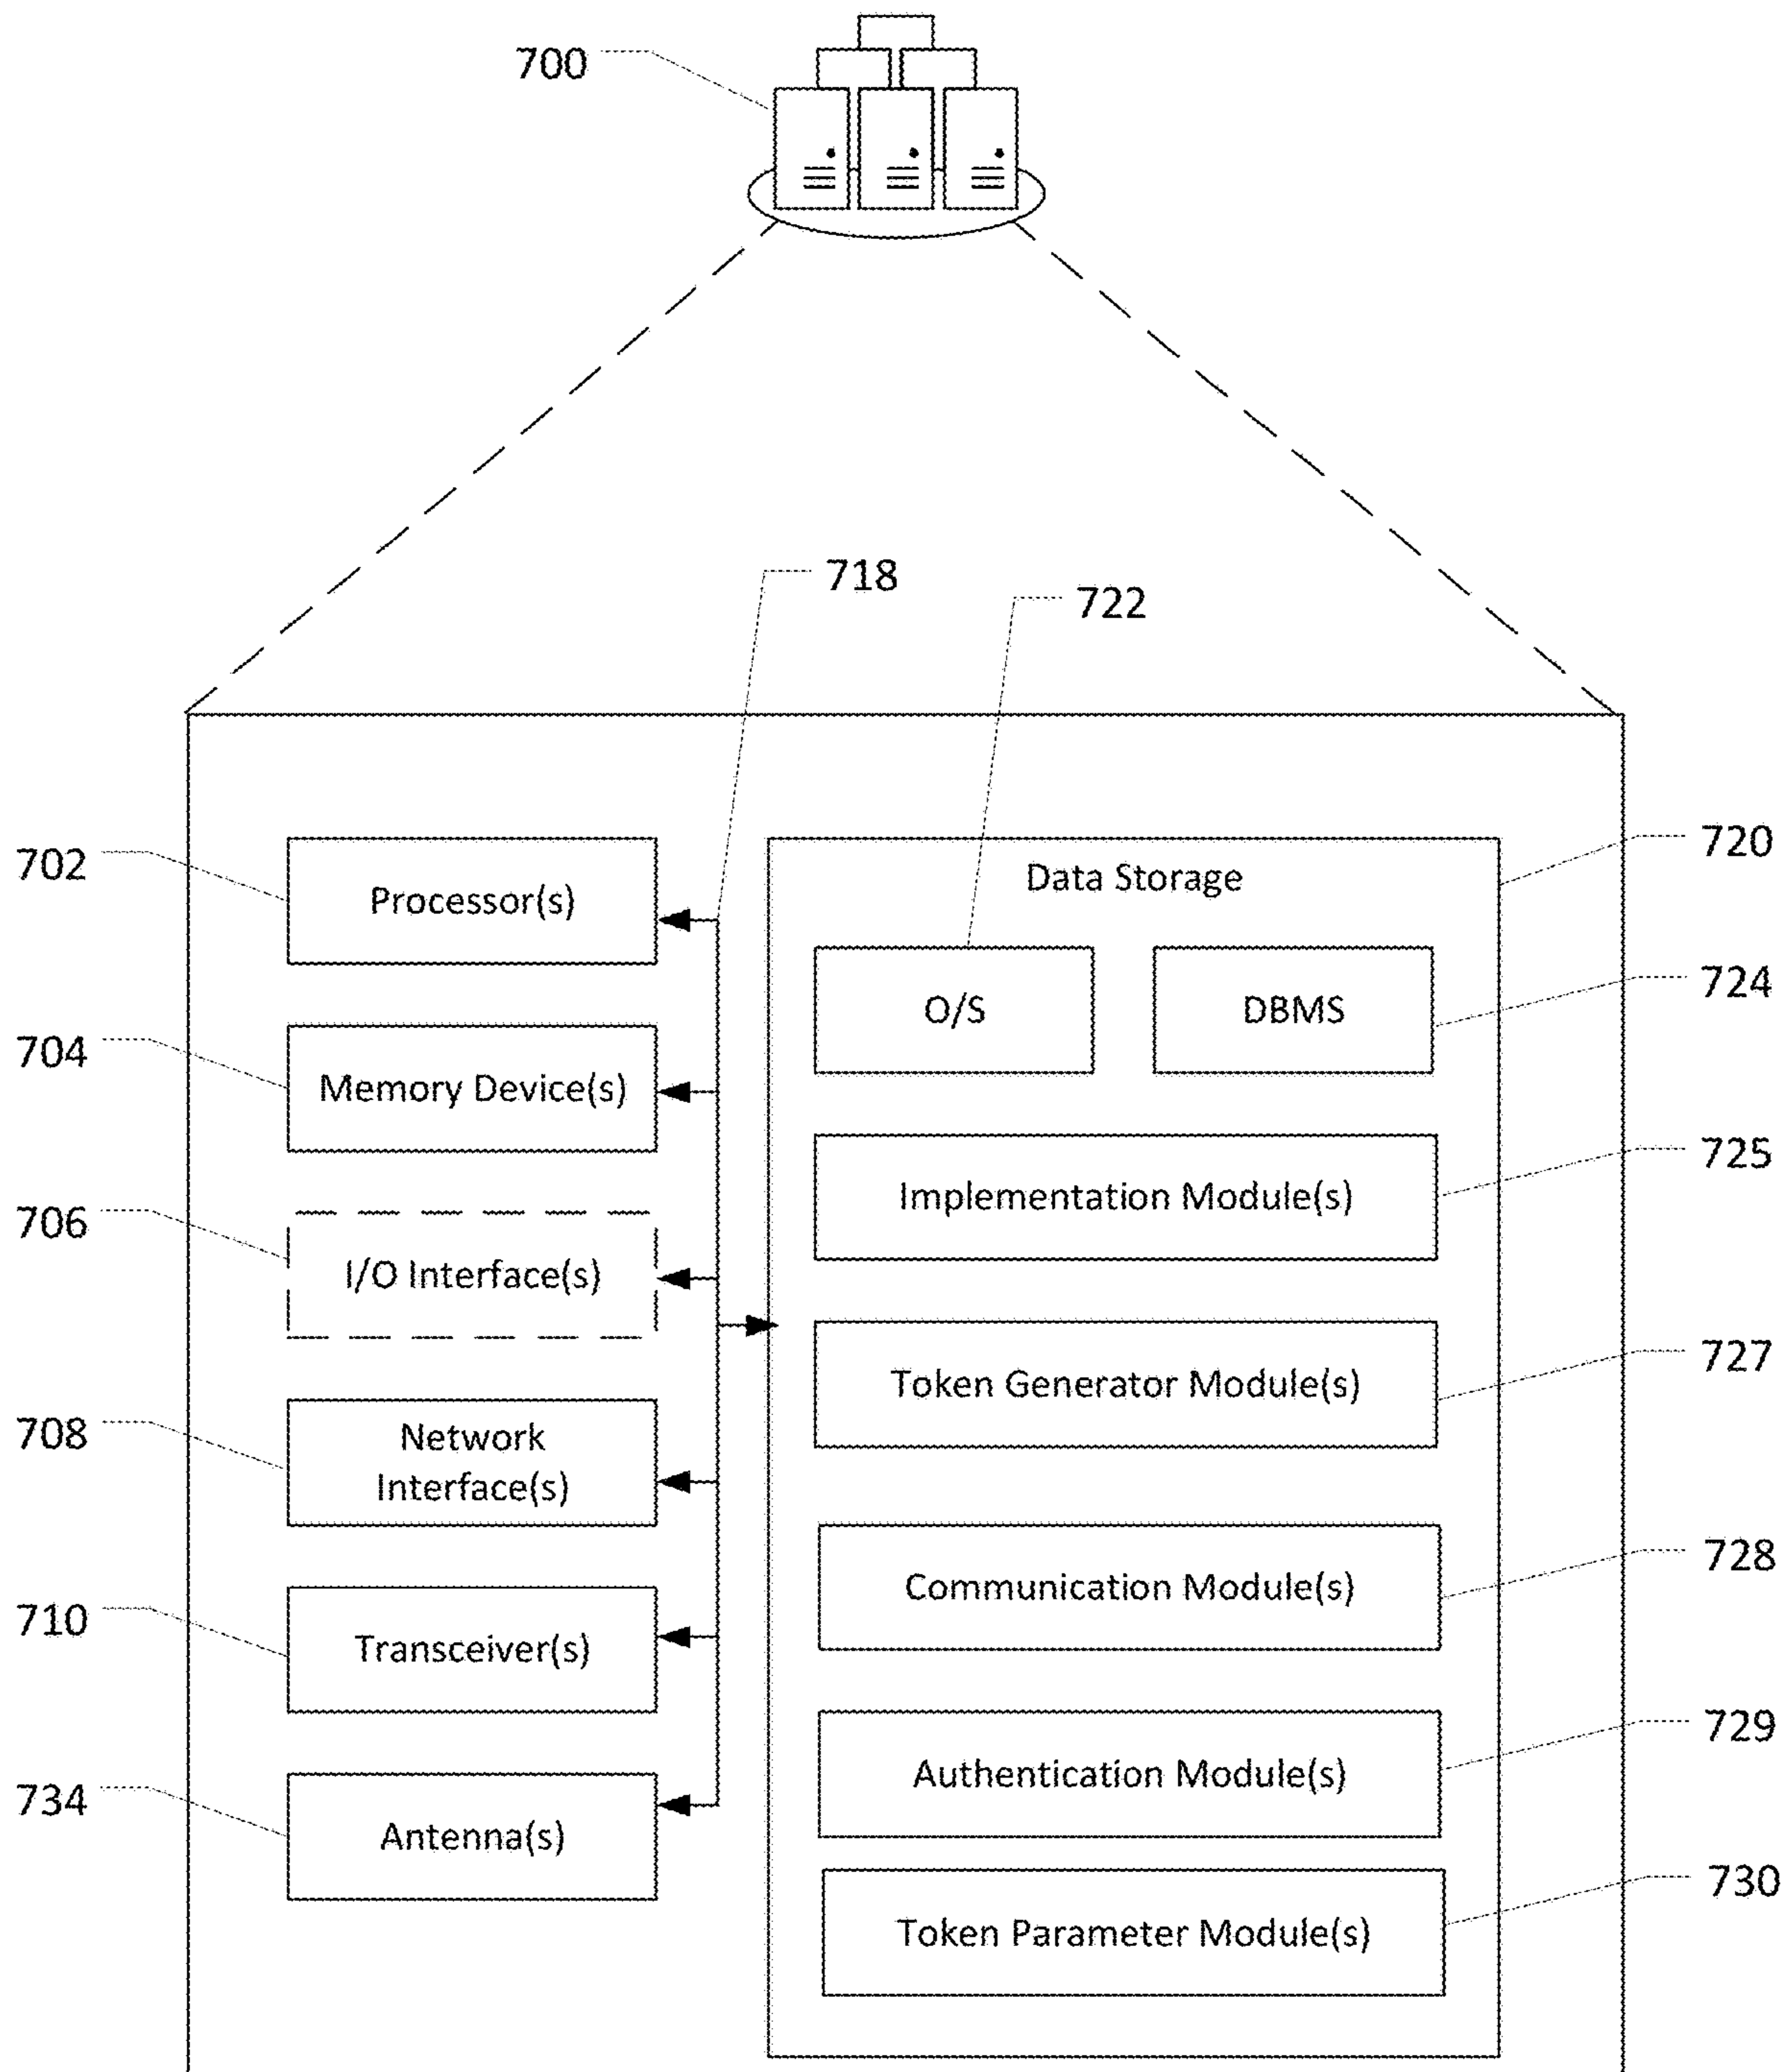 700
718
722
702
Processor(s)
720
Data Storage
O/S
DBMS
724
704
Memory Device(s)
725
Implementation Module(s)
706
I/O Interface(s)
727
Token Generator Module(s)
708
Network
Interface(s)
728
Communication Module(s)
710
Transceiver(s)
729
Authentication Module(s)
734
Antenna(s)
730
Token Parameter Module(s)